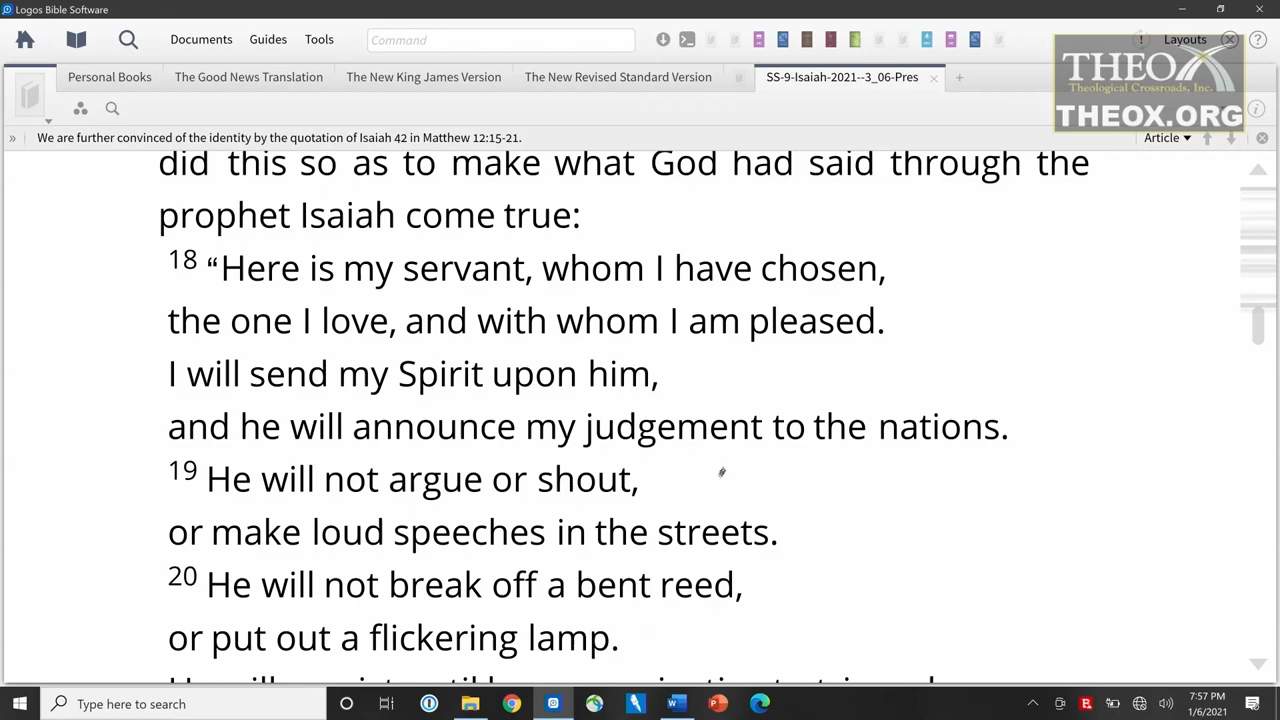 Logos Bible Software
Documents Guides Tools Command Layouts
THEOX
Theological Crossroads, Inc.
THEOX.ORG
Personal Books The Good News Translation The New King James Version The New Revised Standard Version SS-9-Isaiah-2021--3_06-Pres
We are further convinced of the identity by the quotation of Isaiah 42 in Matthew 12:15-21. Article
did this so as to make what God had said through the
prophet Isaiah come true:
18 “Here is my servant, whom I have chosen,
the one I love, and with whom I am pleased.
I will send my Spirit upon him,
and he will announce my judgement to the nations.
19 He will not argue or shout,
or make loud speeches in the streets.
20 He will not break off a bent reed,
or put out a flickering lamp.
Type here to search
7:57 PM
1/6/2021